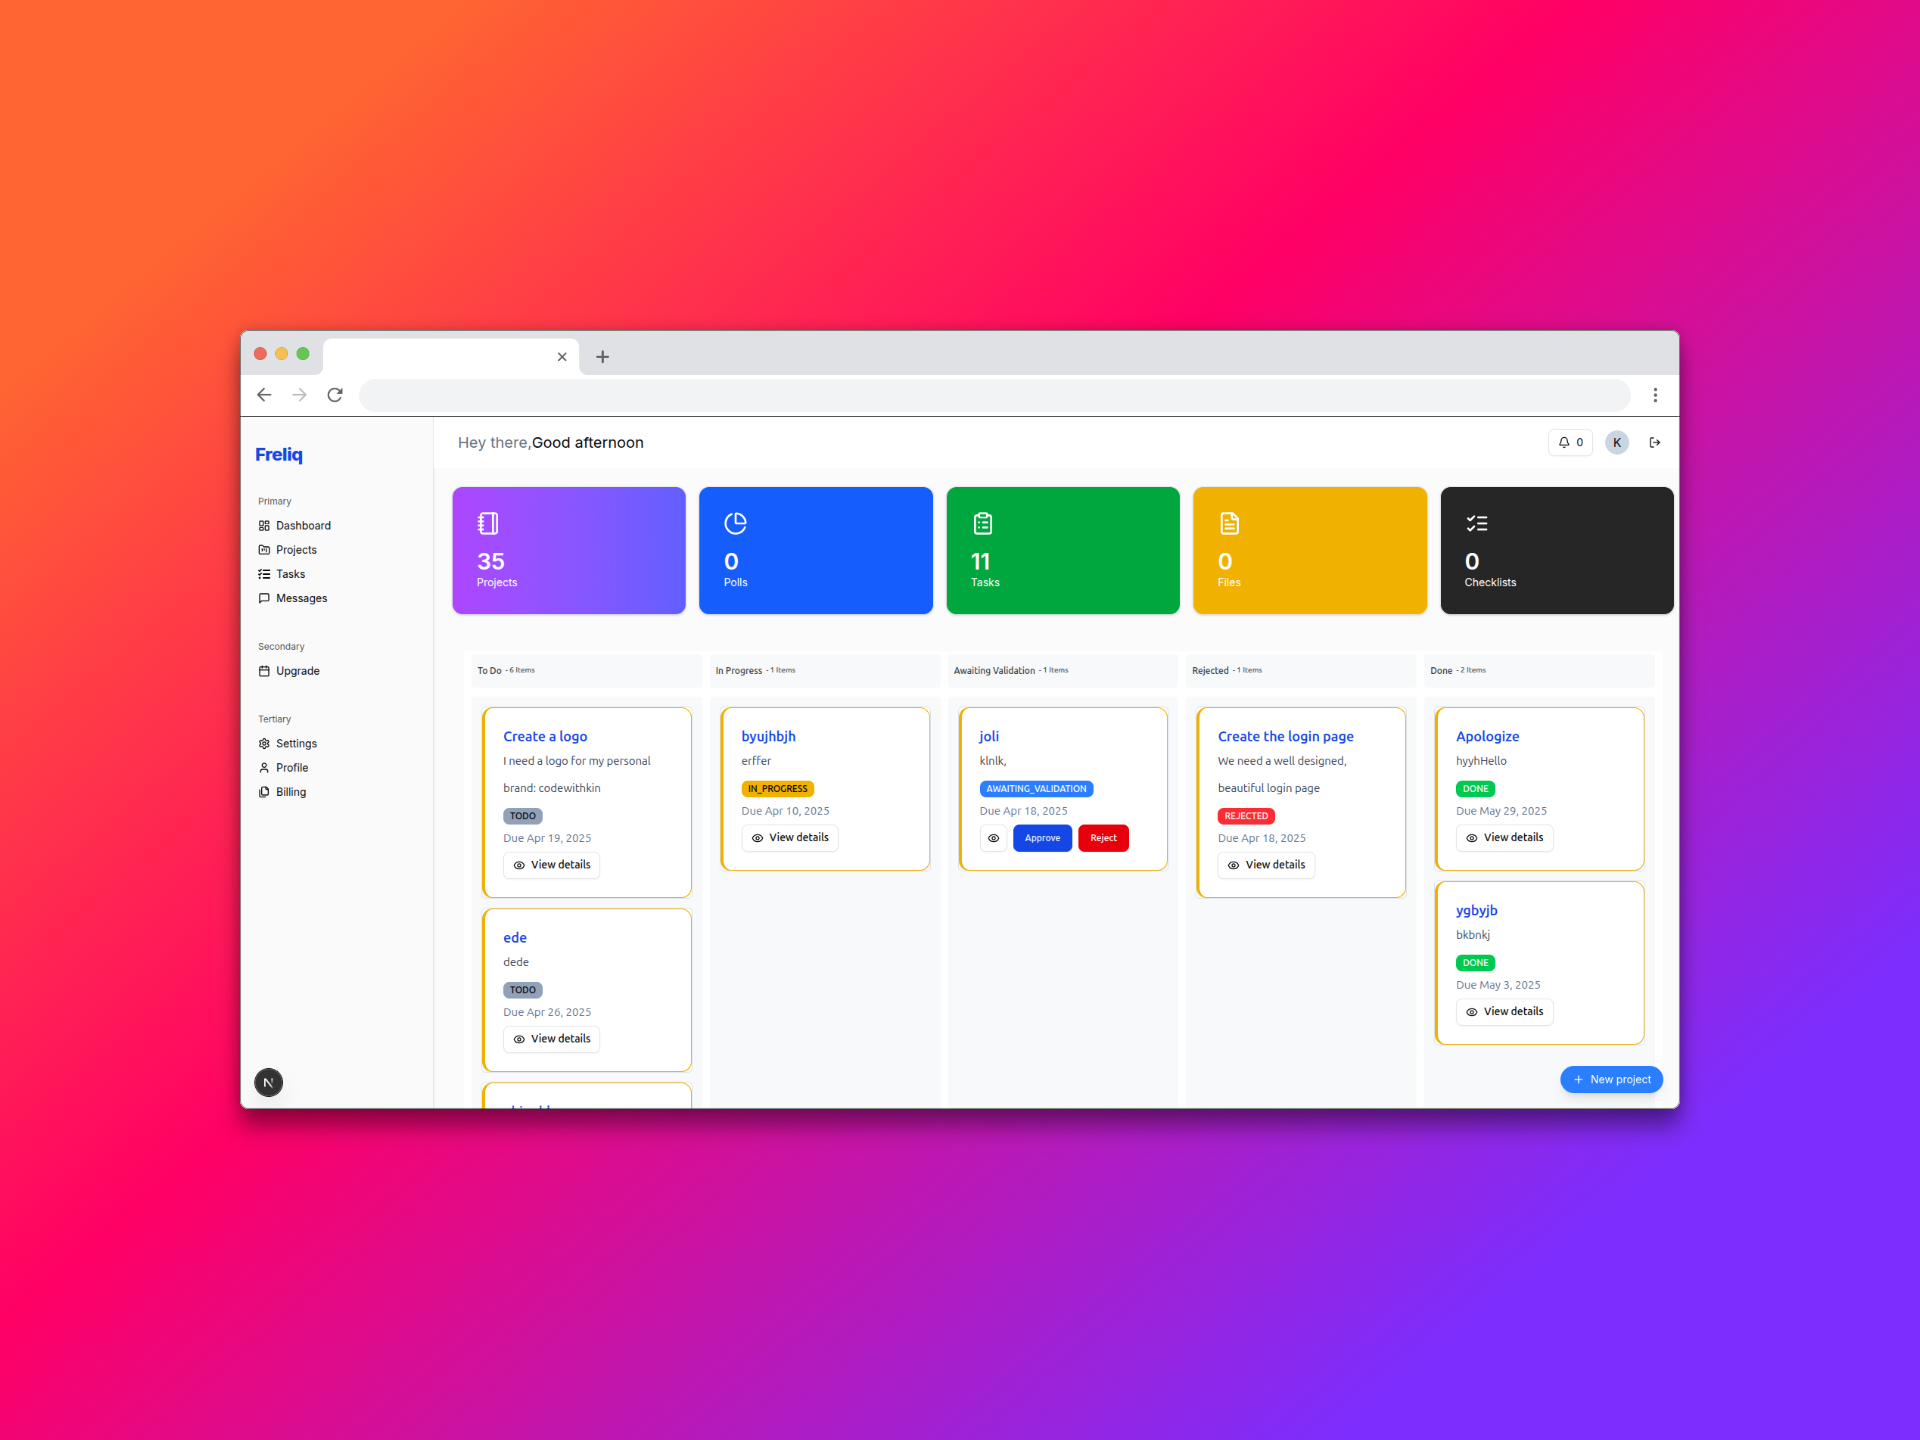 Freliq
Hey there,Good afternoon
0
K
Primary
Dashboard
Projects
Tasks
Messages
Secondary
Upgrade
Tertiary
Settings
Profile
Billing
N
35
Projects
0
Polls
11
Tasks
0
Files
0
Checklists
To Do - 6 Items
Create a logo
I need a logo for my personal
brand: codewithkin
TODO
Due Apr 19, 2025
View details
ede
dede
TODO
Due Apr 26, 2025
View details
In Progress - 1 Items
byujhbjh
erffer
IN_PROGRESS
Due Apr 10, 2025
View details
Awaiting Validation - 1 Items
joli
klnlk,
AWAITING_VALIDATION
Due Apr 18, 2025
Approve
Reject
Rejected - 1 Items
Create the login page
We need a well designed,
beautiful login page
REJECTED
Due Apr 18, 2025
View details
Done - 2 Items
Apologize
hyyhHello
DONE
Due May 29, 2025
View details
ygbyjb
bkbnkj
DONE
Due May 3, 2025
View details
+ New project